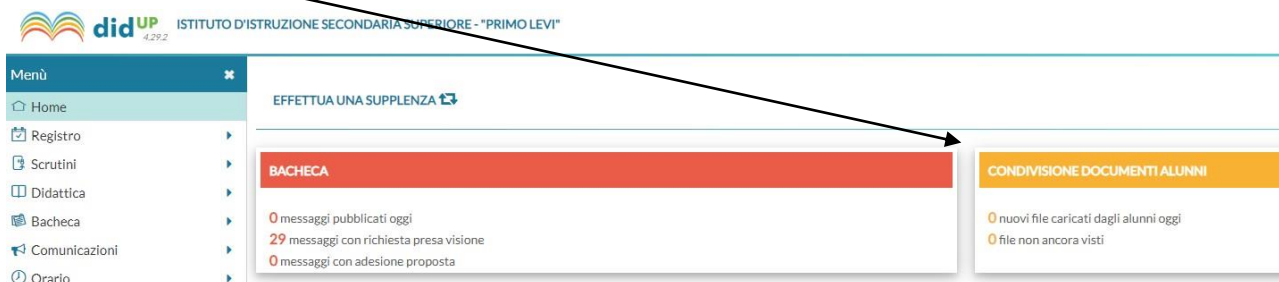 didUP 4.29.2 ISTITUTO D'ISTRUZIONE SECONDARIA SUPERIORE - "PRIMO LEVI"
Menù
Home
Registro
Scrutini
Didattica
Bacheca
Comunicazioni
Orario
EFFETTUA UNA SUPPLENZA
BACHECA
0 messaggi pubblicati oggi
29 messaggi con richiesta presa visione
0 messaggi con adesione proposta
CONDIVISIONE DOCUMENTI ALUNNI
0 nuovi file caricati dagli alunni oggi
0 file non ancora visti